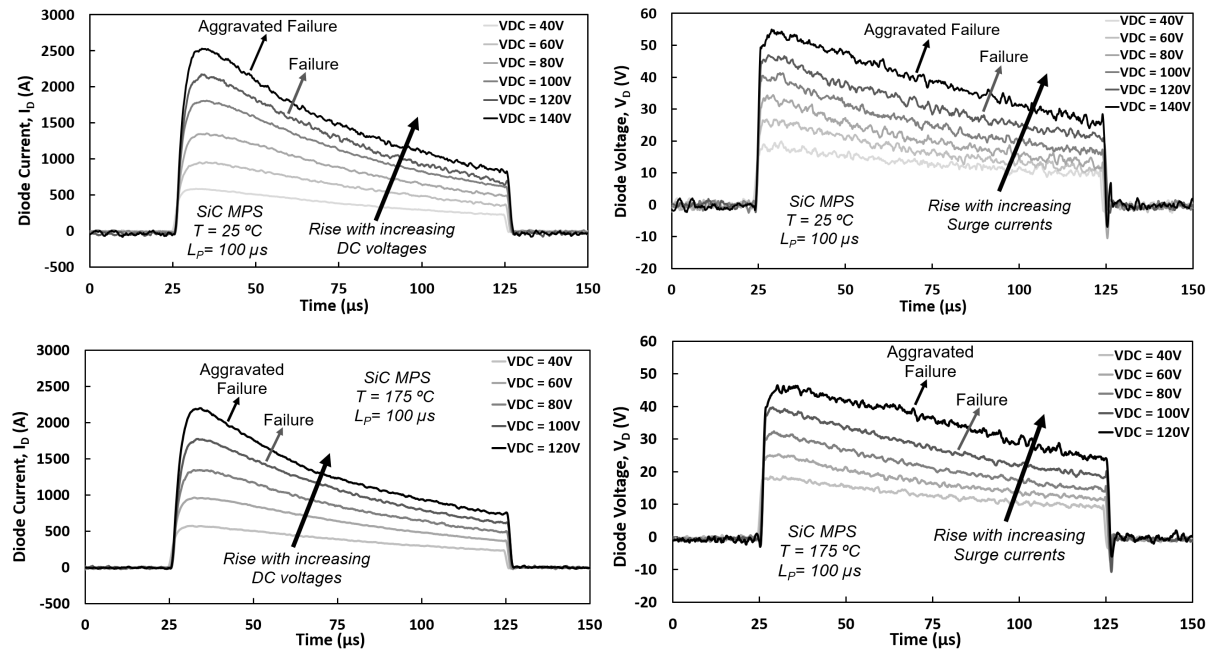 3000
2500
2000
1500
1000
500
0
-500
Diode Current, I_D (A)
Aggravated Failure
Failure
VDC = 40V
VDC = 60V
VDC = 80V
VDC = 100V
VDC = 120V
VDC = 140V
SiC MPS
T = 25 ºC
L_P= 100 µs
Rise with increasing
DC voltages
0 25 50 75 100 125 150
Time (µs)
60
50
40
30
20
10
0
-10
-20
Diode Voltage, V_D (V)
Aggravated Failure
Failure
VDC = 40V
VDC = 60V
VDC = 80V
VDC = 100V
VDC = 120V
VDC = 140V
SiC MPS
T = 25 ºC
L_P= 100 µs
Rise with increasing
Surge currents
0 25 50 75 100 125 150
Time (µs)
3000
2500
2000
1500
1000
500
0
-500
Diode Current, I_D (A)
Aggravated
Failure
Failure
SiC MPS
T = 175 ºC
L_P= 100 µs
VDC = 40V
VDC = 60V
VDC = 80V
VDC = 100V
VDC = 120V
Rise with increasing
DC voltages
0 25 50 75 100 125 150
Time (µs)
60
50
40
30
20
10
0
-10
-20
Diode Voltage, V_D (V)
Aggravated
Failure
Failure
VDC = 40V
VDC = 60V
VDC = 80V
VDC = 100V
VDC = 120V
SiC MPS
T = 175 ºC
L_P= 100 µs
Rise with increasing
Surge currents
0 25 50 75 100 125 150
Time (µs)